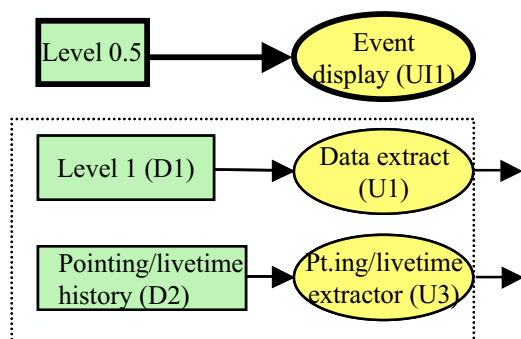 Level 0.5
Event
display (UI1)
Level 1 (D1)
Data extract
(U1)
Pointing/livetime
history (D2)
Pt.ing/livetime
extractor (U3)